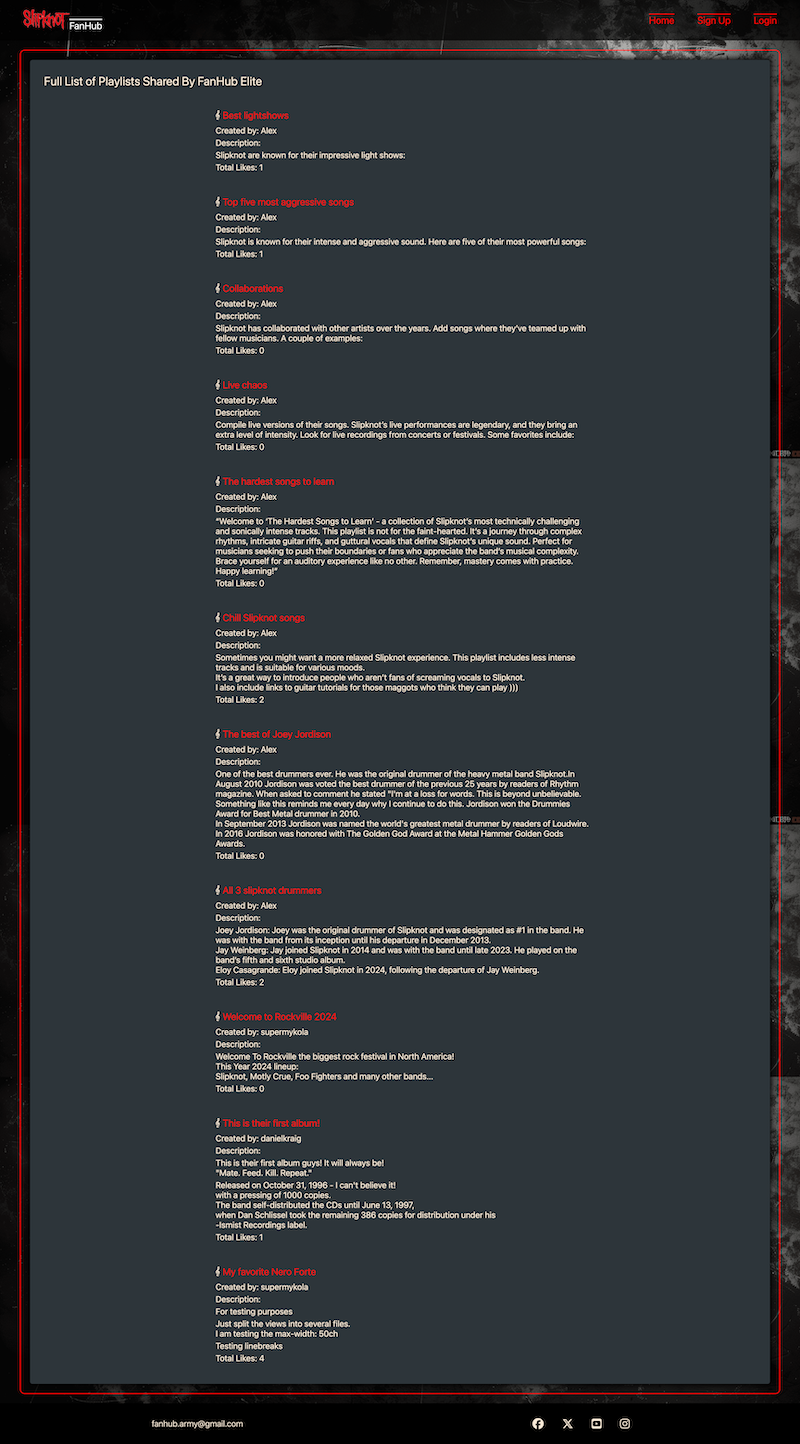 Slipknot FanHub
Home Sign Up Login
Full List of Playlists Shared By FanHub Elite
Best lightshows
Created by: Alex
Description:
Slipknot are known for their impressive light shows:
Total Likes: 1
Top five most aggressive songs
Created by: Alex
Description:
Slipknot is known for their intense and aggressive sound. Here are five of their most powerful songs:
Total Likes: 1
Collaborations
Created by: Alex
Description:
Slipknot has collaborated with other artists over the years. Add songs where they've teamed up with
fellow musicians. A couple of examples:
Total Likes: 0
Live chaos
Created by: Alex
Description:
Compile live versions of their songs. Slipknot's live performances are legendary, and they bring an
extra level of intensity. Look for live recordings from concerts or festivals. Some favorites include:
Total Likes: 0
The hardest songs to learn
Created by: Alex
Description:
"Welcome to 'The Hardest Songs to Learn' - a collection of Slipknot's most technically challenging
and sonically intense tracks. This playlist is not for the faint-hearted. It's a journey through complex
rhythms, intricate guitar riffs, and guttural vocals that define Slipknot's unique sound. Perfect for
musicians seeking to push their boundaries or fans who appreciate the band's musical complexity.
Brace yourself for an auditory experience like no other. Remember, mastery comes with practice.
Happy learning!"
Total Likes: 0
Chill Slipknot songs
Created by: Alex
Description:
Sometimes you might want a more relaxed Slipknot experience. This playlist includes less intense
tracks and is suitable for various moods.
It's a great way to introduce people who aren't fans of screaming vocals to Slipknot.
I also include links to guitar tutorials for those maggots who think they can play )))
Total Likes: 2
The best of Joey Jordison
Created by: Alex
Description:
One of the best drummers ever. He was the original drummer of the heavy metal band Slipknot.In
August 2010 Jordison was voted the best drummer of the previous 25 years by readers of Rhythm
magazine. When asked to comment he stated "I'm at a loss for words. This is beyond unbelievable.
Something like this reminds me every day why I continue to do this. Jordison won the Drummies
Award for Best Metal drummer in 2010.
In September 2013 Jordison was named the world's greatest metal drummer by readers of Loudwire.
In 2016 Jordison was honored with The Golden God Award at the Metal Hammer Golden Gods
Awards.
Total Likes: 0
All 3 slipknot drummers
Created by: Alex
Description:
Joey Jordison: Joey was the original drummer of Slipknot and was designated as #1 in the band. He
was with the band from its inception until his departure in December 2013.
Jay Weinberg: Jay joined Slipknot in 2014 and was with the band until late 2023. He played on the
band's fifth and sixth studio album.
Eloy Casagrande: Eloy joined Slipknot in 2024, following the departure of Jay Weinberg.
Total Likes: 2
Welcome to Rockville 2024
Created by: supermykola
Description:
Welcome To Rockville the biggest rock festival in North America!
This Year 2024 lineup:
Slipknot, Motly Crue, Foo Fighters and many other bands...
Total Likes: 0
This is their first album!
Created by: danielkraig
Description:
This is their first album guys! It will always be!
"Mate. Feed. Kill. Repeat."
Released on October 31, 1996 - I can't believe it!
with a pressing of 1000 copies.
The band self-distributed the CDs until June 13, 1997,
when Dan Schlissel took the remaining 386 copies for distribution under his
-Ismist Recordings label.
Total Likes: 1
My favorite Nero Forte
Created by: supermykola
Description:
For testing purposes
Just split the views into several files.
I am testing the max-width: 50ch
Testing linebreaks
Total Likes: 4
fanhub.army@gmail.com